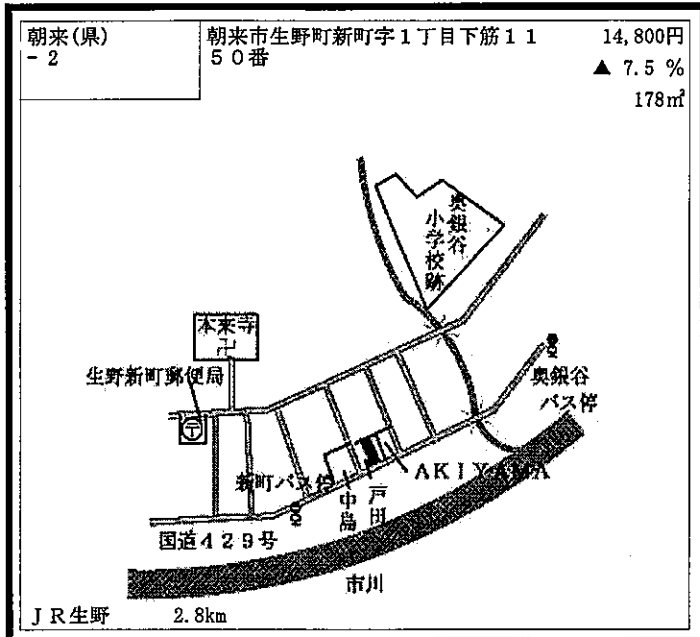 朝来(県)
- 2
朝来市生野町新町字1丁目下筋11
50番
14,800円
▲ 7.5 %
178㎡
奥銀谷
小学校跡
本来寺
卍
生野新町郵便局
〒
奥銀谷
バス停
新町バス停
AKIYAMA
戸田
中島
国道429号
市川
JR生野 2.8km